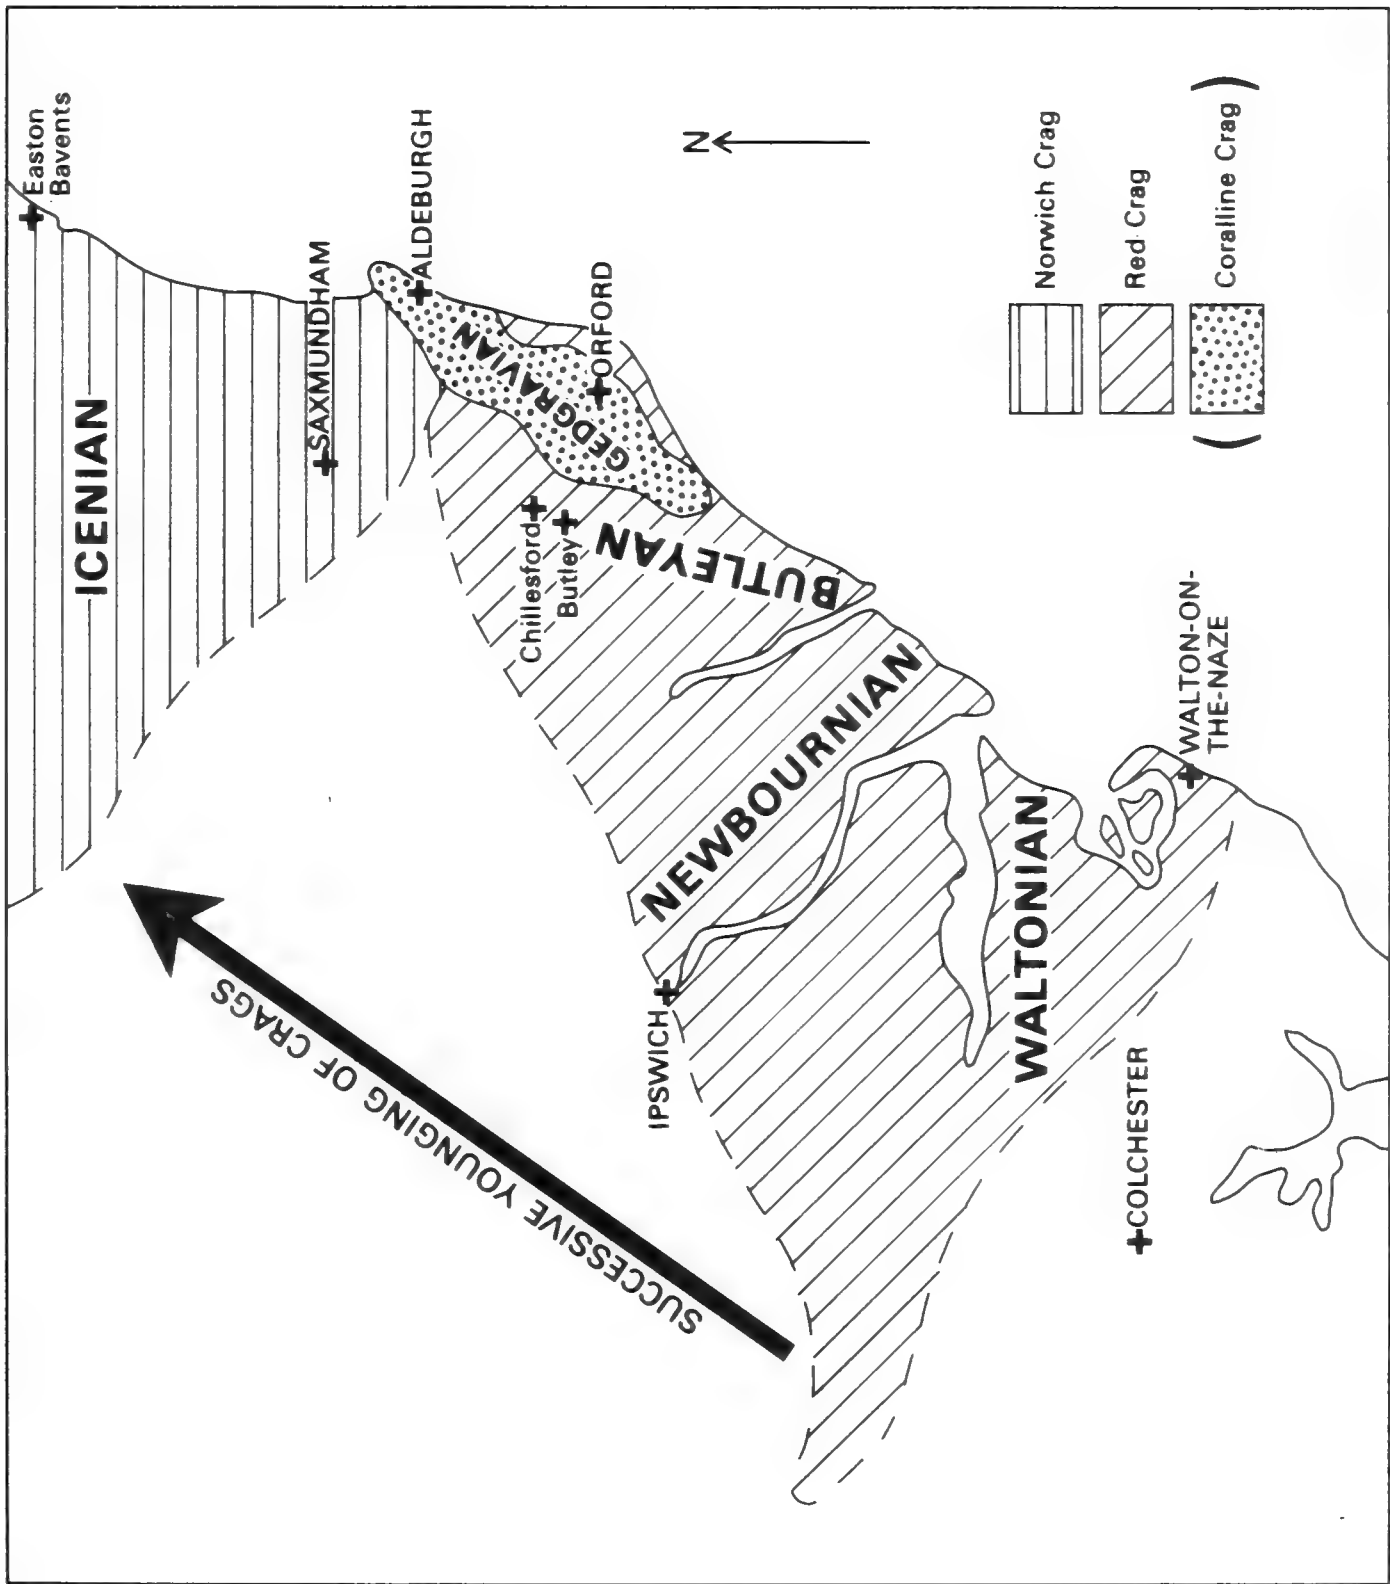 Easton
Bavents
ICENIAN
SAXMUNDHAM
ALDEBURGH
GEDGRAVIAN
ORFORD
Chillesford
Butley
BUTLEYAN
NEWBOURNIAN
IPSWICH
WALTONIAN
WALTON-ON-
THE-NAZE
COLCHESTER
SUCCESSIVE YOUNGING OF CRAGS
N
Norwich Crag
Red Crag
( Coralline Crag )